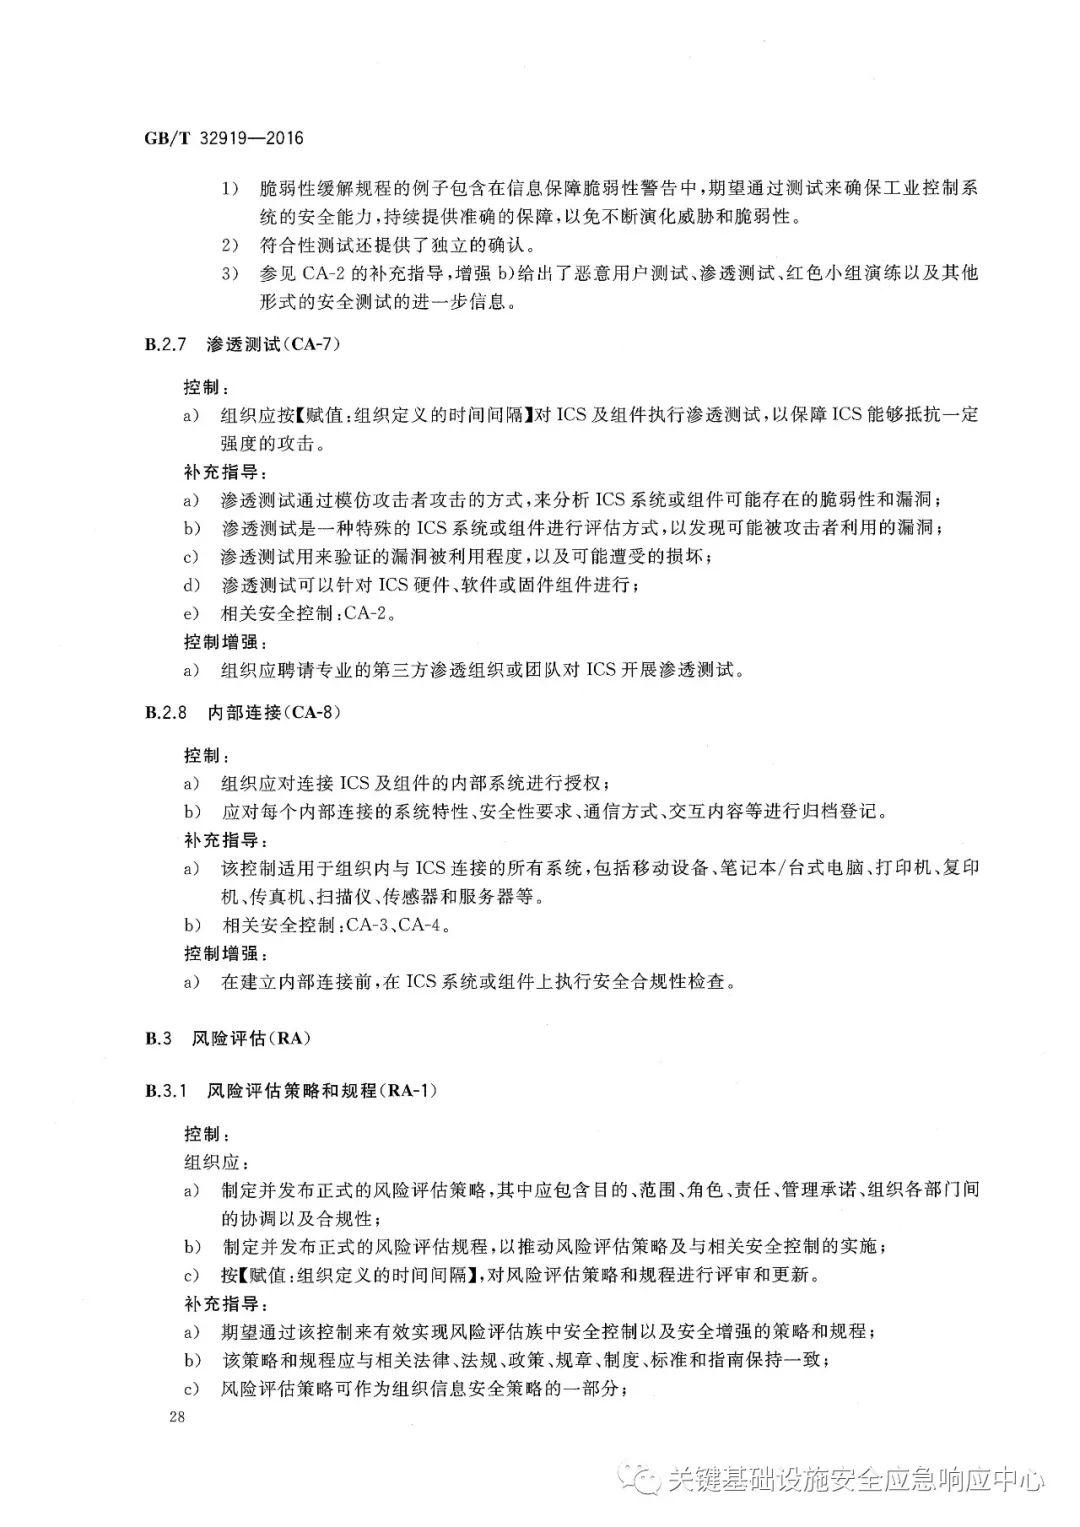 GB/T 32919—2016
1) 脆弱性缓解规程的例子包含在信息保障脆弱性警告中,期望通过测试来确保工业控制系
统的安全能力,持续提供准确的保障,以免不断演化威胁和脆弱性。
2) 符合性测试还提供了独立的确认。
3) 参见 CA-2 的补充指导,增强 b)给出了恶意用户测试、渗透测试、红色小组演练以及其他
形式的安全测试的进一步信息。
B.2.7 渗透测试(CA-7)
控制:
a) 组织应按【赋值:组织定义的时间间隔】对 ICS 及组件执行渗透测试,以保障 ICS 能够抵抗一定
强度的攻击。
补充指导:
a) 渗透测试通过模仿攻击者攻击的方式,来分析 ICS 系统或组件可能存在的脆弱性和漏洞;
b) 渗透测试是一种特殊的 ICS 系统或组件进行评估方式,以发现可能被攻击者利用的漏洞;
c) 渗透测试用来验证的漏洞被利用程度,以及可能遭受的损坏;
d) 渗透测试可以针对 ICS 硬件、软件或固件组件进行;
e) 相关安全控制:CA-2。
控制增强:
a) 组织应聘请专业的第三方渗透组织或团队对 ICS 开展渗透测试。
B.2.8 内部连接(CA-8)
控制:
a) 组织应对连接 ICS 及组件的内部系统进行授权;
b) 应对每个内部连接的系统特性、安全性要求、通信方式、交互内容等进行归档登记。
补充指导:
a) 该控制适用于组织内与 ICS 连接的所有系统,包括移动设备、笔记本/台式电脑、打印机、复印
机、传真机、扫描仪、传感器和服务器等。
b) 相关安全控制:CA-3、CA-4。
控制增强:
a) 在建立内部连接前,在 ICS 系统或组件上执行安全合规性检查。
B.3 风险评估(RA)
B.3.1 风险评估策略和规程(RA-1)
控制:
组织应:
a) 制定并发布正式的风险评估策略,其中应包含目的、范围、角色、责任、管理承诺、组织各部门间
的协调以及合规性;
b) 制定并发布正式的风险评估规程,以推动风险评估策略及与相关安全控制的实施;
c) 按【赋值:组织定义的时间间隔】,对风险评估策略和规程进行评审和更新。
补充指导:
a) 期望通过该控制来有效实现风险评估族中安全控制以及安全增强的策略和规程;
b) 该策略和规程应与相关法律、法规、政策、规章、制度、标准和指南保持一致;
c) 风险评估策略可作为组织信息安全策略的一部分;
28
关键基础设施安全应急响应中心